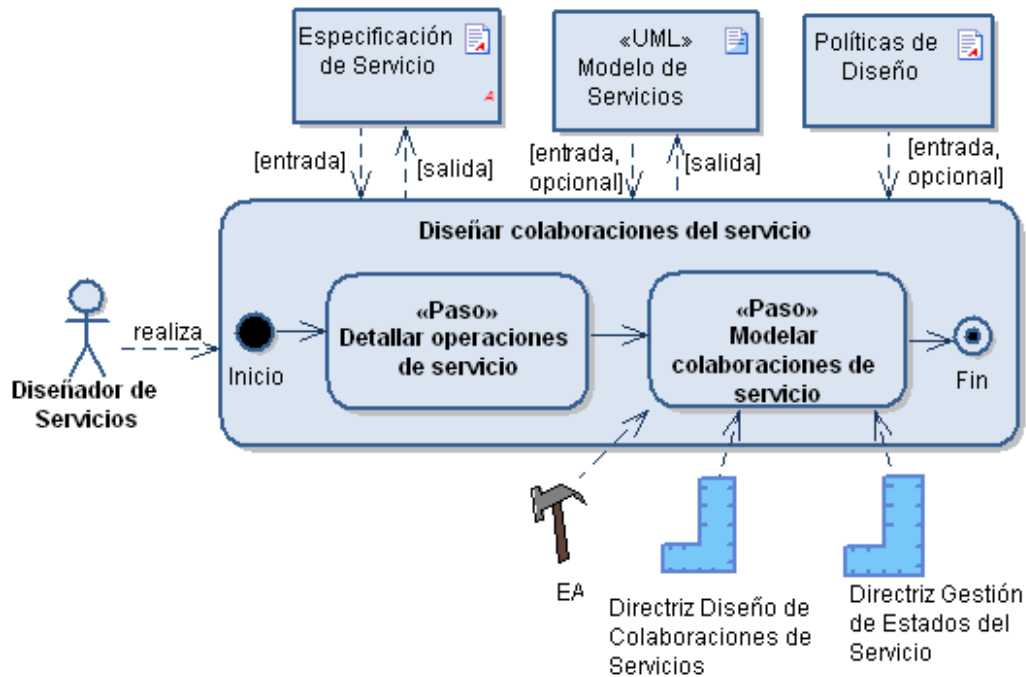 Especificación
de Servicio
A
A
«UML»
Modelo de
Servicios
Políticas de
Diseño
A
[entrada]
[salida]
[entrada,
opcional]
[salida]
[entrada,
opcional]
Diseñar colaboraciones del servicio
realiza
Diseñador de
Servicios
Inicio
«Paso»
Detallar operaciones
de servicio
«Paso»
Modelar
colaboraciones de
servicio
Fin
EA
Directriz Diseño de
Colaboraciones de
Servicios
Directriz Gestión
de Estados del
Servicio